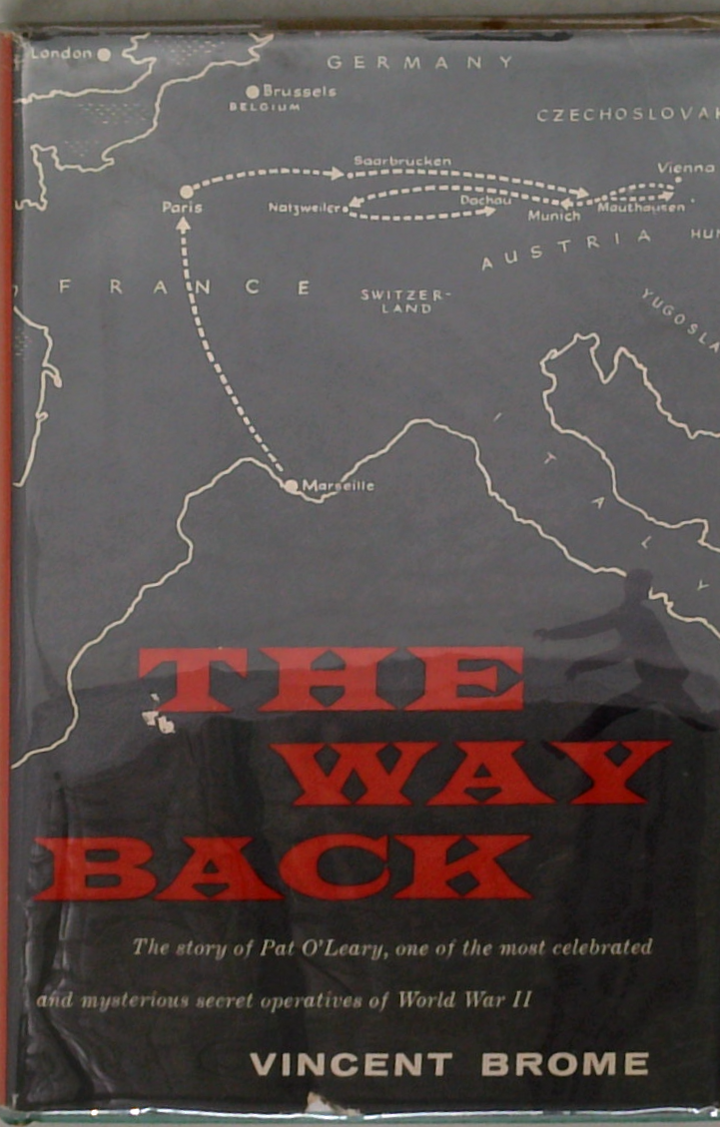 London
GERMANY
Brussels
BELGIUM
CZECHOSLOVAK
Saarbrucken
Vienna
Paris
Natzweiler
Dachau
Munich
Mauthausen
AUSTRIA
HUN
FRANCE
SWITZER-
LAND
YUGOSLA
Marseille
ITALY
THE
WAY
BACK
The story of Pat O'Leary, one of the most celebrated
and mysterious secret operatives of World War II
VINCENT BROME